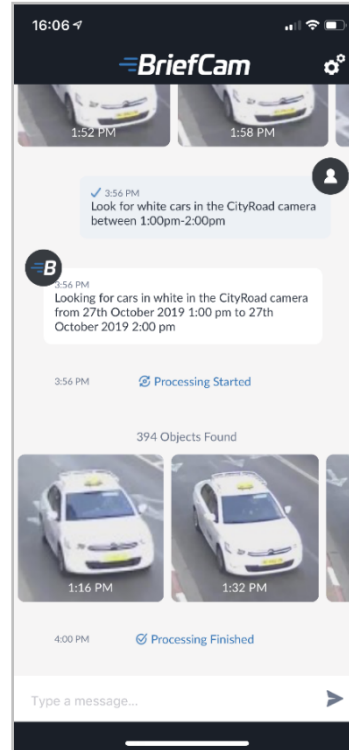 16:06
BriefCam
1:52 PM
1:58 PM
3:56 PM
Look for white cars in the CityRoad camera
between 1:00pm-2:00pm
B
3:56 PM
Looking for cars in white in the CityRoad camera
from 27th October 2019 1:00 pm to 27th
October 2019 2:00 pm
3:56 PM
Processing Started
394 Objects Found
1:16 PM
1:32 PM
4:00 PM
Processing Finished
Type a message...